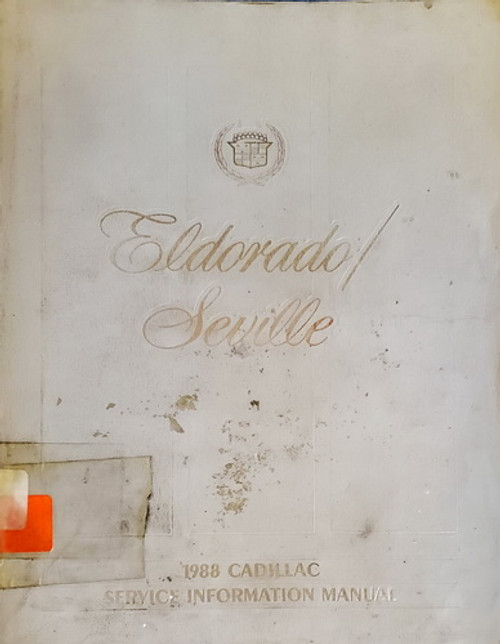 Eldorado/
Seville
1988 CADILLAC
SERVICE INFORMATION MANUAL